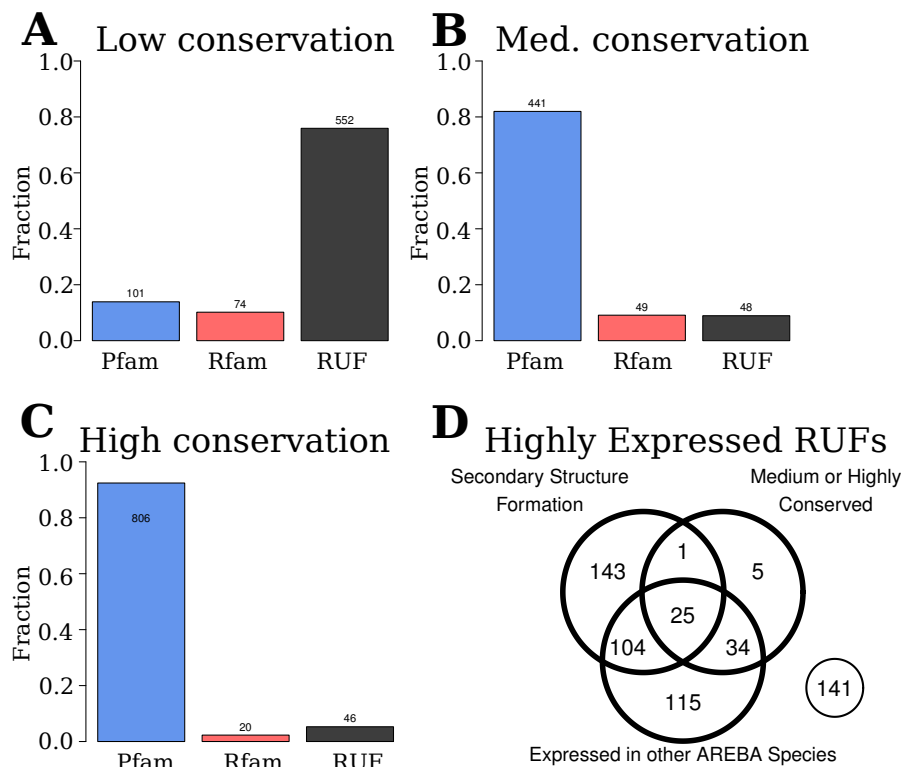 A Low conservation
1.0
0.8
0.6
0.4
0.2
0.0
Fraction
101
74
552
Pfam Rfam RUF
B Med. conservation
1.0
0.8
0.6
0.4
0.2
0.0
Fraction
441
49
48
Pfam Rfam RUF
C High conservation
1.0
0.8
0.6
0.4
0.2
0.0
Fraction
806
20
46
Pfam Rfam RUF
D Highly Expressed RUFs
Secondary Structure
Formation
Medium or Highly
Conserved
1
143
5
25
104
34
141
115
Expressed in other AREBA Species